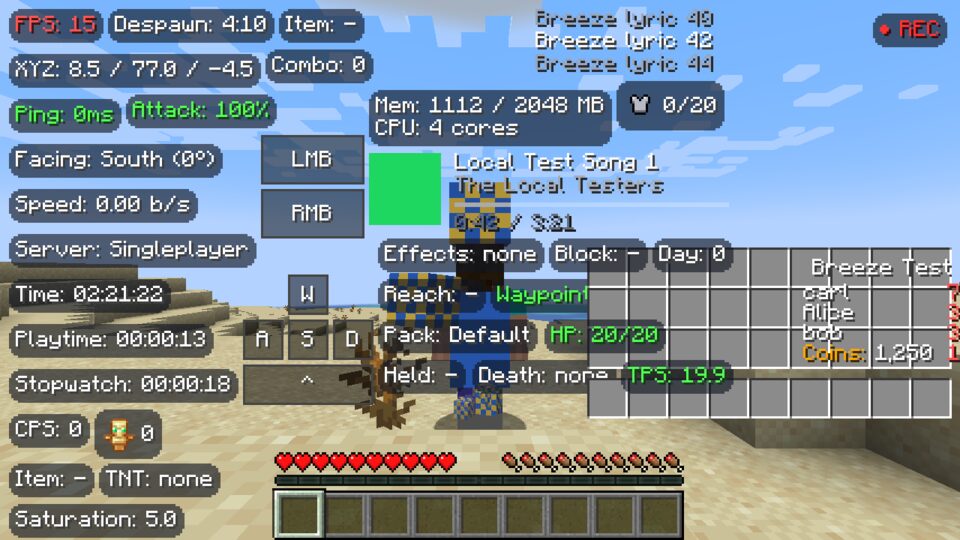 FPS: 15
Despawn: 4:10
Item: -
Breeze lyric 49
Breeze lyric 42
Breeze lyric 44
REC
XYZ: 8.5 / 77.0 / -4.5
Combo: 0
Ping: 0ms
Attack: 100%
Mem: 1112 / 2048 MB
CPU: 4 cores
0/20
Facing: South (0°)
LMB
Local Test Song 1
The Local Testers
Speed: 0.00 b/s
RMB
0:42 / 3:21
Server: Singleplayer
Effects: none
Block: -
Day: 0
Breeze Test
Time: 02:21:22
W
Reach: -
Waypoint
carl
Alice
Playtime: 00:00:13
A
S
D
Pack: Default
HP: 20/20
bob
Coins: 1,250
Stopwatch: 00:00:18
^
Held: -
Death: none
TPS: 19.9
CPS: 0
0
Item: -
TNT: none
Saturation: 5.0